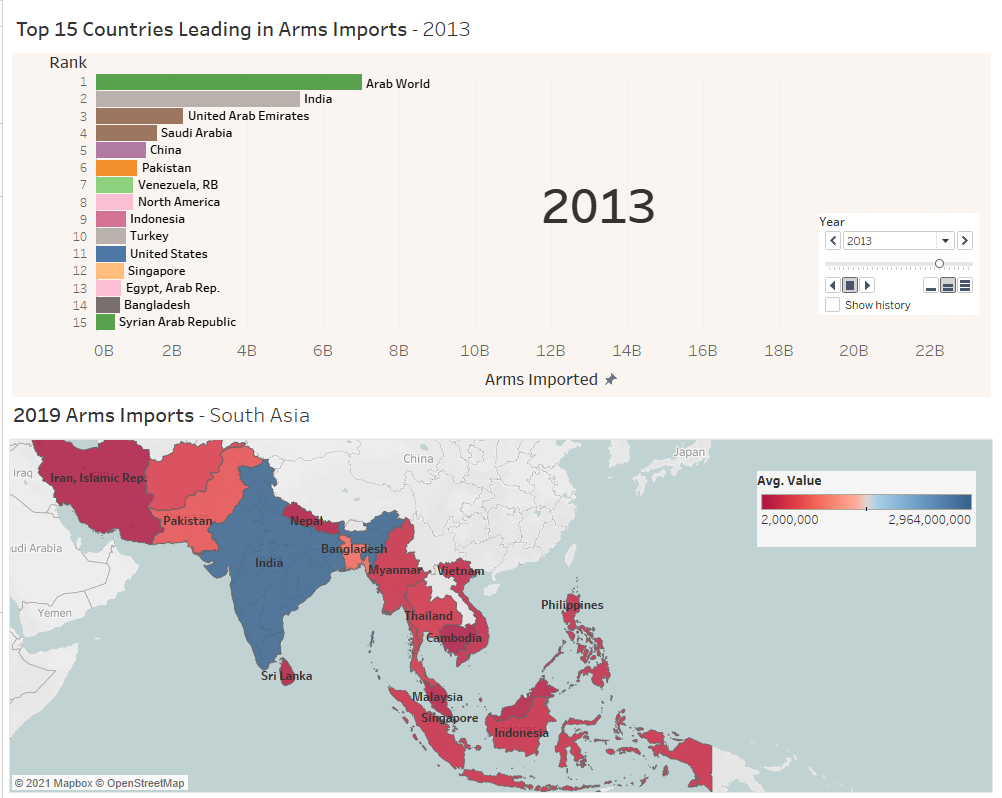 Top 15 Countries Leading in Arms Imports - 2013
Rank
1 Arab World
2 India
3 United Arab Emirates
4 Saudi Arabia
5 China
6 Pakistan
7 Venezuela, RB
8 North America
9 Indonesia
10 Turkey
11 United States
12 Singapore
13 Egypt, Arab Rep.
14 Bangladesh
15 Syrian Arab Republic
2013
Year
2013
Show history
0B 2B 4B 6B 8B 10B 12B 14B 16B 18B 20B 22B
Arms Imported
2019 Arms Imports - South Asia
China
Japan
Iraq
Iran, Islamic Rep.
Avg. Value
2,000,000 2,964,000,000
Pakistan
Nepal
udi Arabia
Bangladesh
India
Myanmar
Vietnam
Yemen
Philippines
Thailand
Cambodia
Sri Lanka
Malaysia
Singapore
Indonesia
© 2021 Mapbox © OpenStreetMap